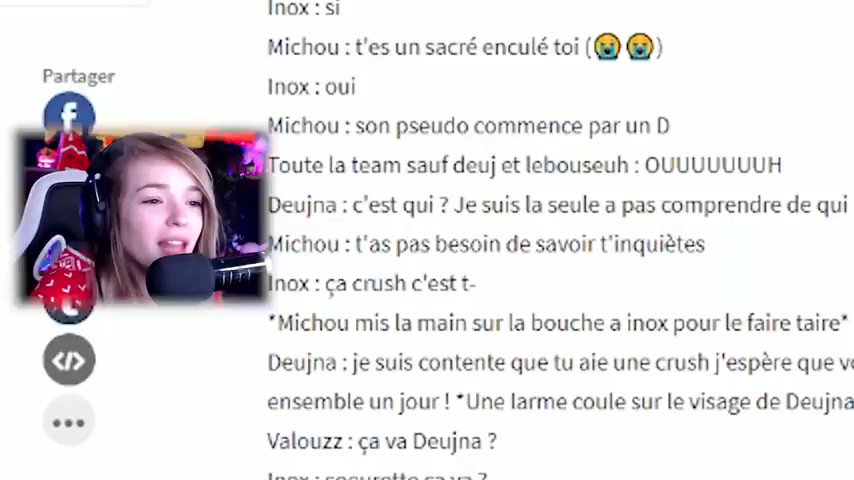 Inox : si
Partager
Michou : t'es un sacré enculé toi (😭😭)
Inox : oui
Michou : son pseudo commence par un D
Toute la team sauf deuj et lebouseuh : OUUUUUUUH
Deujna : c'est qui ? Je suis la seule a pas comprendre de qui
Michou : t'as pas besoin de savoir t'inquiètes
Inox : ça crush c'est t-
*Michou mis la main sur la bouche a inox pour le faire taire*
Deujna : je suis contente que tu aie une crush j'espère que
ensemble un jour ! *Une larme coule sur le visage de Deujna
Valouzz : ça va Deujna ?
Inox : soeurette ça va ?